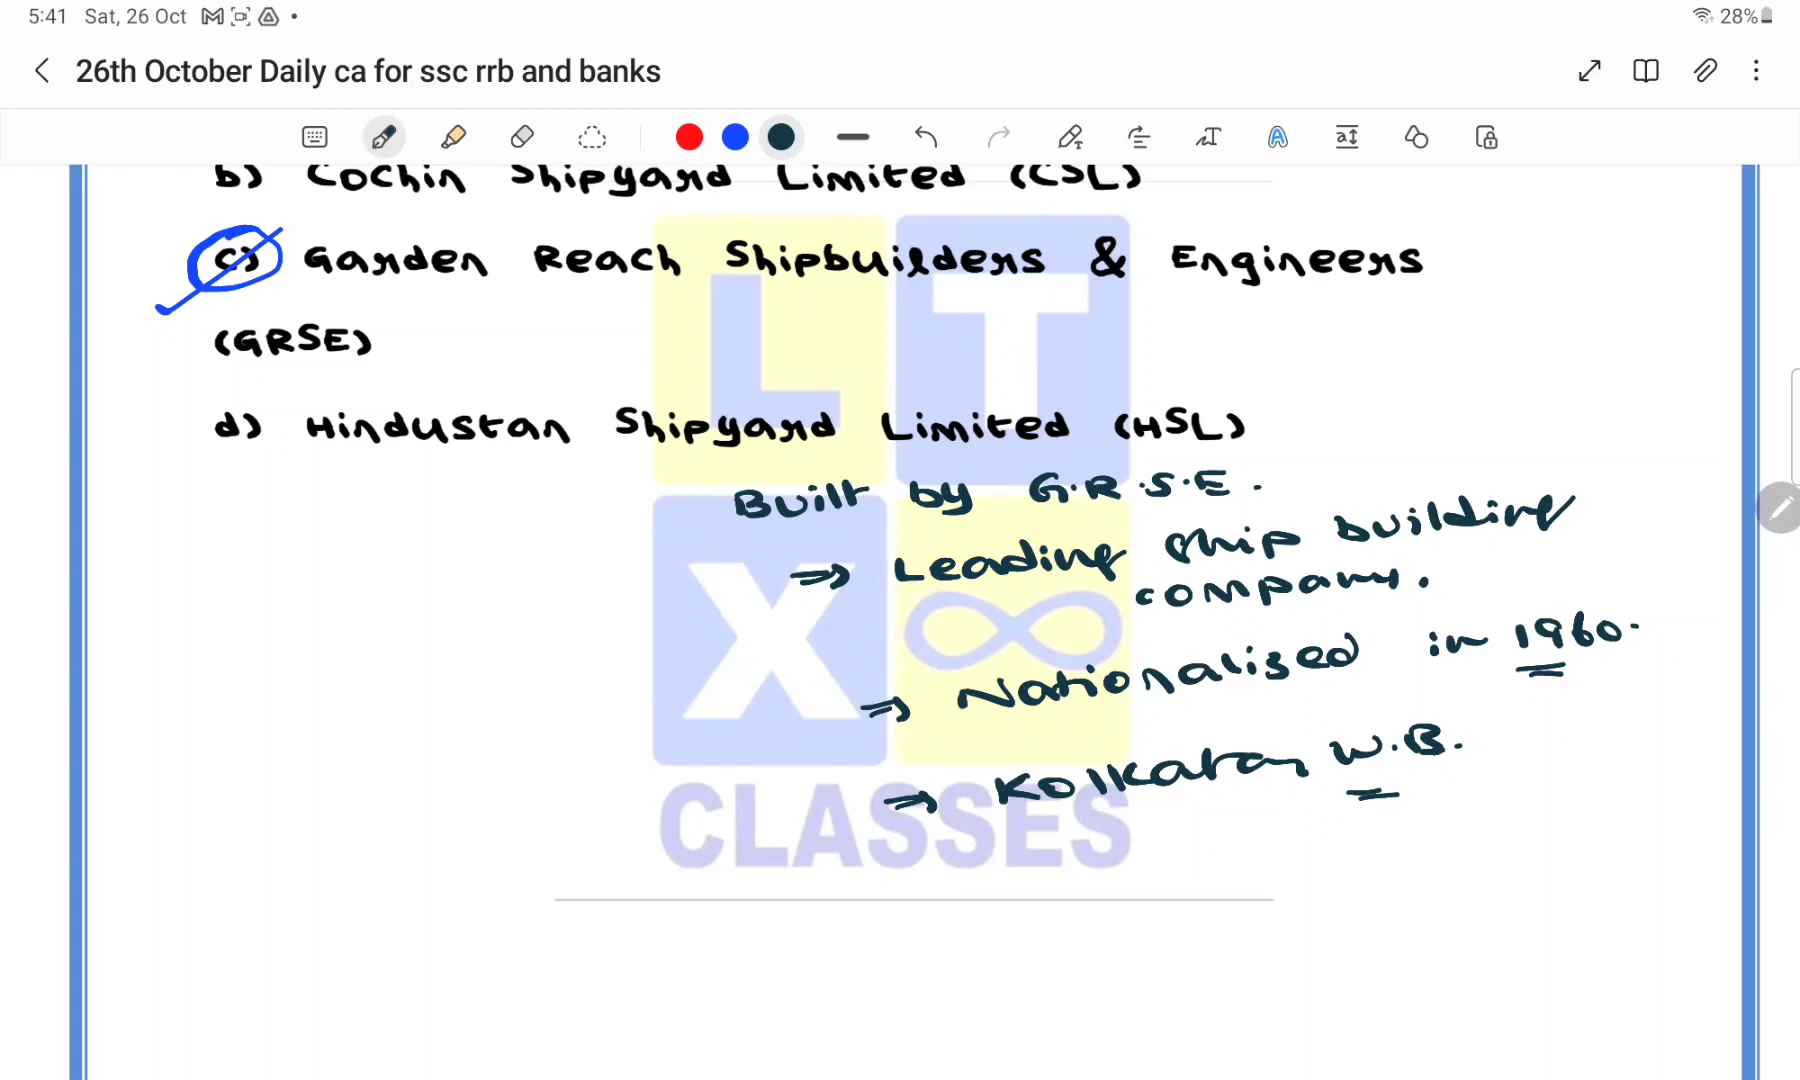 5:41 Sat, 26 Oct
28%
26th October Daily ca for ssc rrb and banks
b) Cochin Shipyard Limited (CSL)
c) Garden Reach Shipbuilders & Engineers
(GRSE)
d) Hindustan Shipyard Limited (HSL)
Built by G.R.S.E.
⇒ Leading ship building
company.
⇒ Nationalised in 1960.
⇒ Kolkata, W.B.
LTX
CLASSES